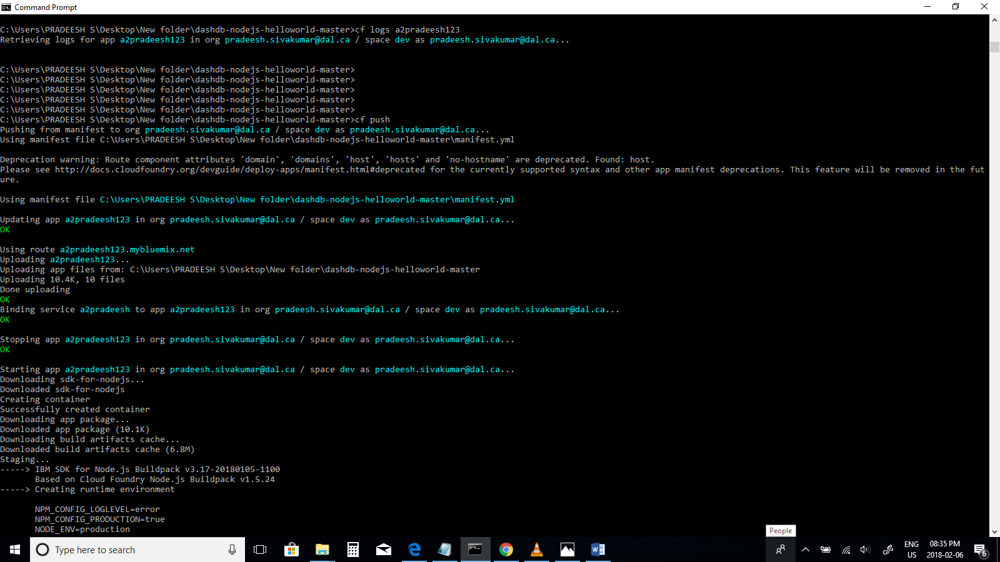 Command Prompt
C:\Users\PRADEESH S\Desktop\New folder\dashdb-nodejs-helloworld-master>cf logs a2pradeesh123
Retrieving logs for app a2pradeesh123 in org pradeesh.sivakumar@dal.ca / space dev as pradeesh.sivakumar@dal.ca...
C:\Users\PRADEESH S\Desktop\New folder\dashdb-nodejs-helloworld-master>
C:\Users\PRADEESH S\Desktop\New folder\dashdb-nodejs-helloworld-master>
C:\Users\PRADEESH S\Desktop\New folder\dashdb-nodejs-helloworld-master>
C:\Users\PRADEESH S\Desktop\New folder\dashdb-nodejs-helloworld-master>
C:\Users\PRADEESH S\Desktop\New folder\dashdb-nodejs-helloworld-master>
C:\Users\PRADEESH S\Desktop\New folder\dashdb-nodejs-helloworld-master>cf push
Pushing from manifest to org pradeesh.sivakumar@dal.ca / space dev as pradeesh.sivakumar@dal.ca...
Using manifest file C:\Users\PRADEESH S\Desktop\New folder\dashdb-nodejs-helloworld-master\manifest.yml
Deprecation warning: Route component attributes 'domain', 'domains', 'host', 'hosts' and 'no-hostname' are deprecated. Found: host.
Please see http://docs.cloudfoundry.org/devguide/deploy-apps/manifest.html#deprecated for the currently supported syntax and other app manifest deprecations. This feature will be removed in the fut
ure.
Using manifest file C:\Users\PRADEESH S\Desktop\New folder\dashdb-nodejs-helloworld-master\manifest.yml
Updating app a2pradeesh123 in org pradeesh.sivakumar@dal.ca / space dev as pradeesh.sivakumar@dal.ca...
OK
Using route a2pradeesh123.mybluemix.net
Uploading a2pradeesh123...
Uploading app files from: C:\Users\PRADEESH S\Desktop\New folder\dashdb-nodejs-helloworld-master
Uploading 10.4K, 10 files
Done uploading
OK
Binding service a2pradeesh to app a2pradeesh123 in org pradeesh.sivakumar@dal.ca / space dev as pradeesh.sivakumar@dal.ca...
OK
Stopping app a2pradeesh123 in org pradeesh.sivakumar@dal.ca / space dev as pradeesh.sivakumar@dal.ca...
OK
Starting app a2pradeesh123 in org pradeesh.sivakumar@dal.ca / space dev as pradeesh.sivakumar@dal.ca...
Downloading sdk-for-nodejs...
Downloaded sdk-for-nodejs
Creating container
Successfully created container
Downloading app package...
Downloaded app package (10.1K)
Downloading build artifacts cache...
Downloaded build artifacts cache (6.8M)
Staging...
-----> IBM SDK for Node.js Buildpack v3.17-20180105-1100
Based on Cloud Foundry Node.js Buildpack v1.5.24
-----> Creating runtime environment
NPM_CONFIG_LOGLEVEL=error
NPM_CONFIG_PRODUCTION=true
NODE_ENV=production
People
Type here to search
ENG
US
08:35 PM
2018-02-06
6